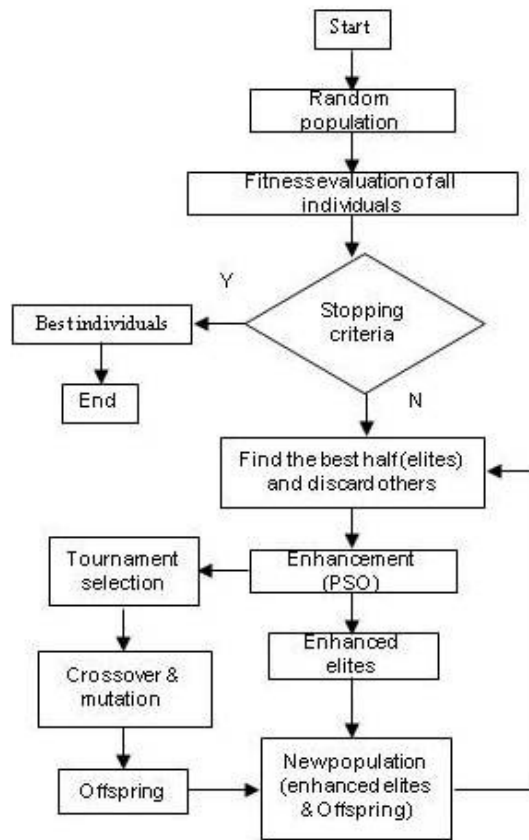 Start
Random
population
Fitness evaluation of all
individuals
Y
Stopping
criteria
Best individuals
End
N
Find the best half (elites)
and discard others
Tournament
selection
Enhancement
(PSO)
Enhanced
elites
Crossover &
mutation
Offspring
New population
(enhanced elites
& Offspring)